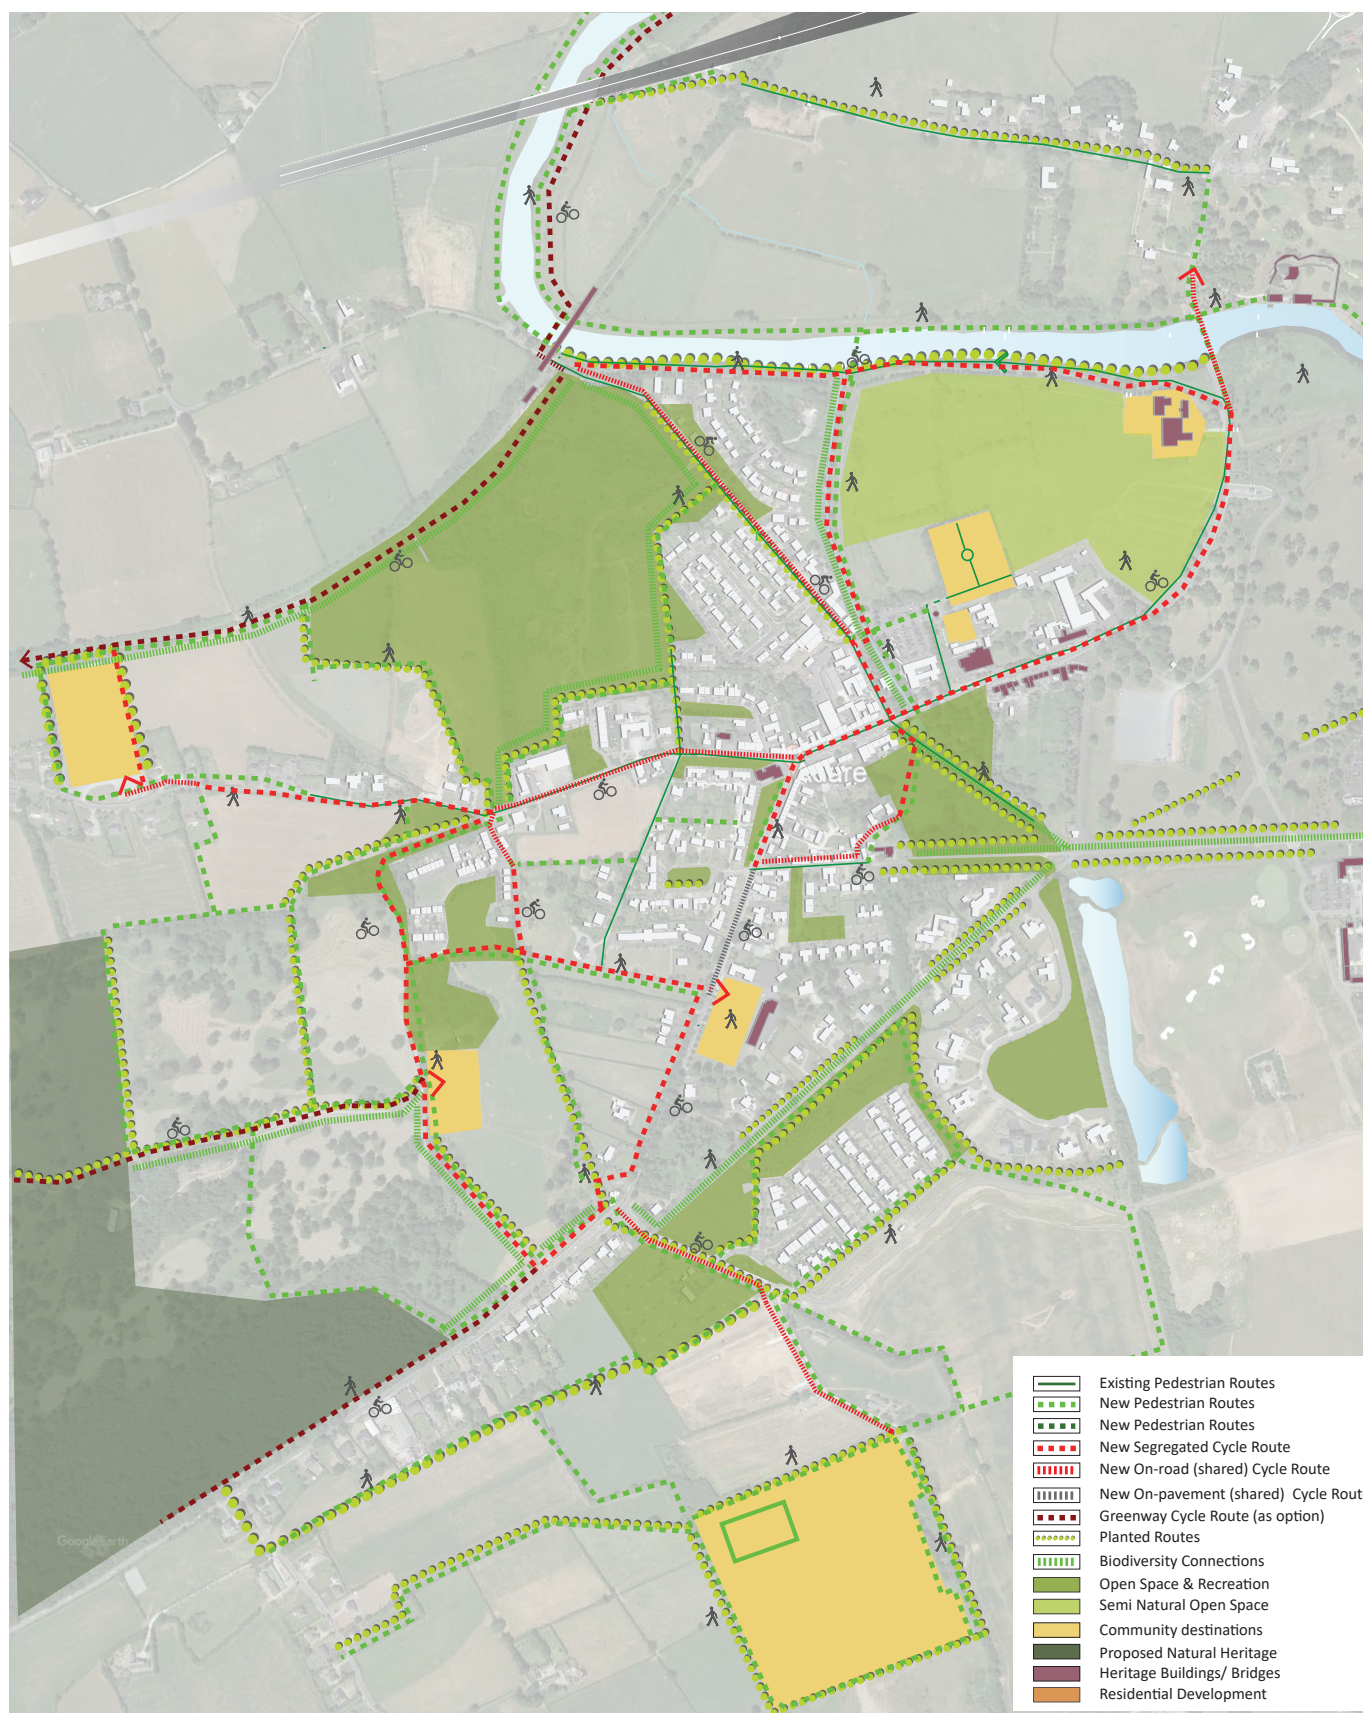 Adare
Existing Pedestrian Routes
New Pedestrian Routes
New Pedestrian Routes
New Segregated Cycle Route
New On-road (shared) Cycle Route
New On-pavement (shared) Cycle Rout
Greenway Cycle Route (as option)
Planted Routes
Biodiversity Connections
Open Space & Recreation
Semi Natural Open Space
Community destinations
Proposed Natural Heritage
Heritage Buildings/ Bridges
Residential Development
Google Earth